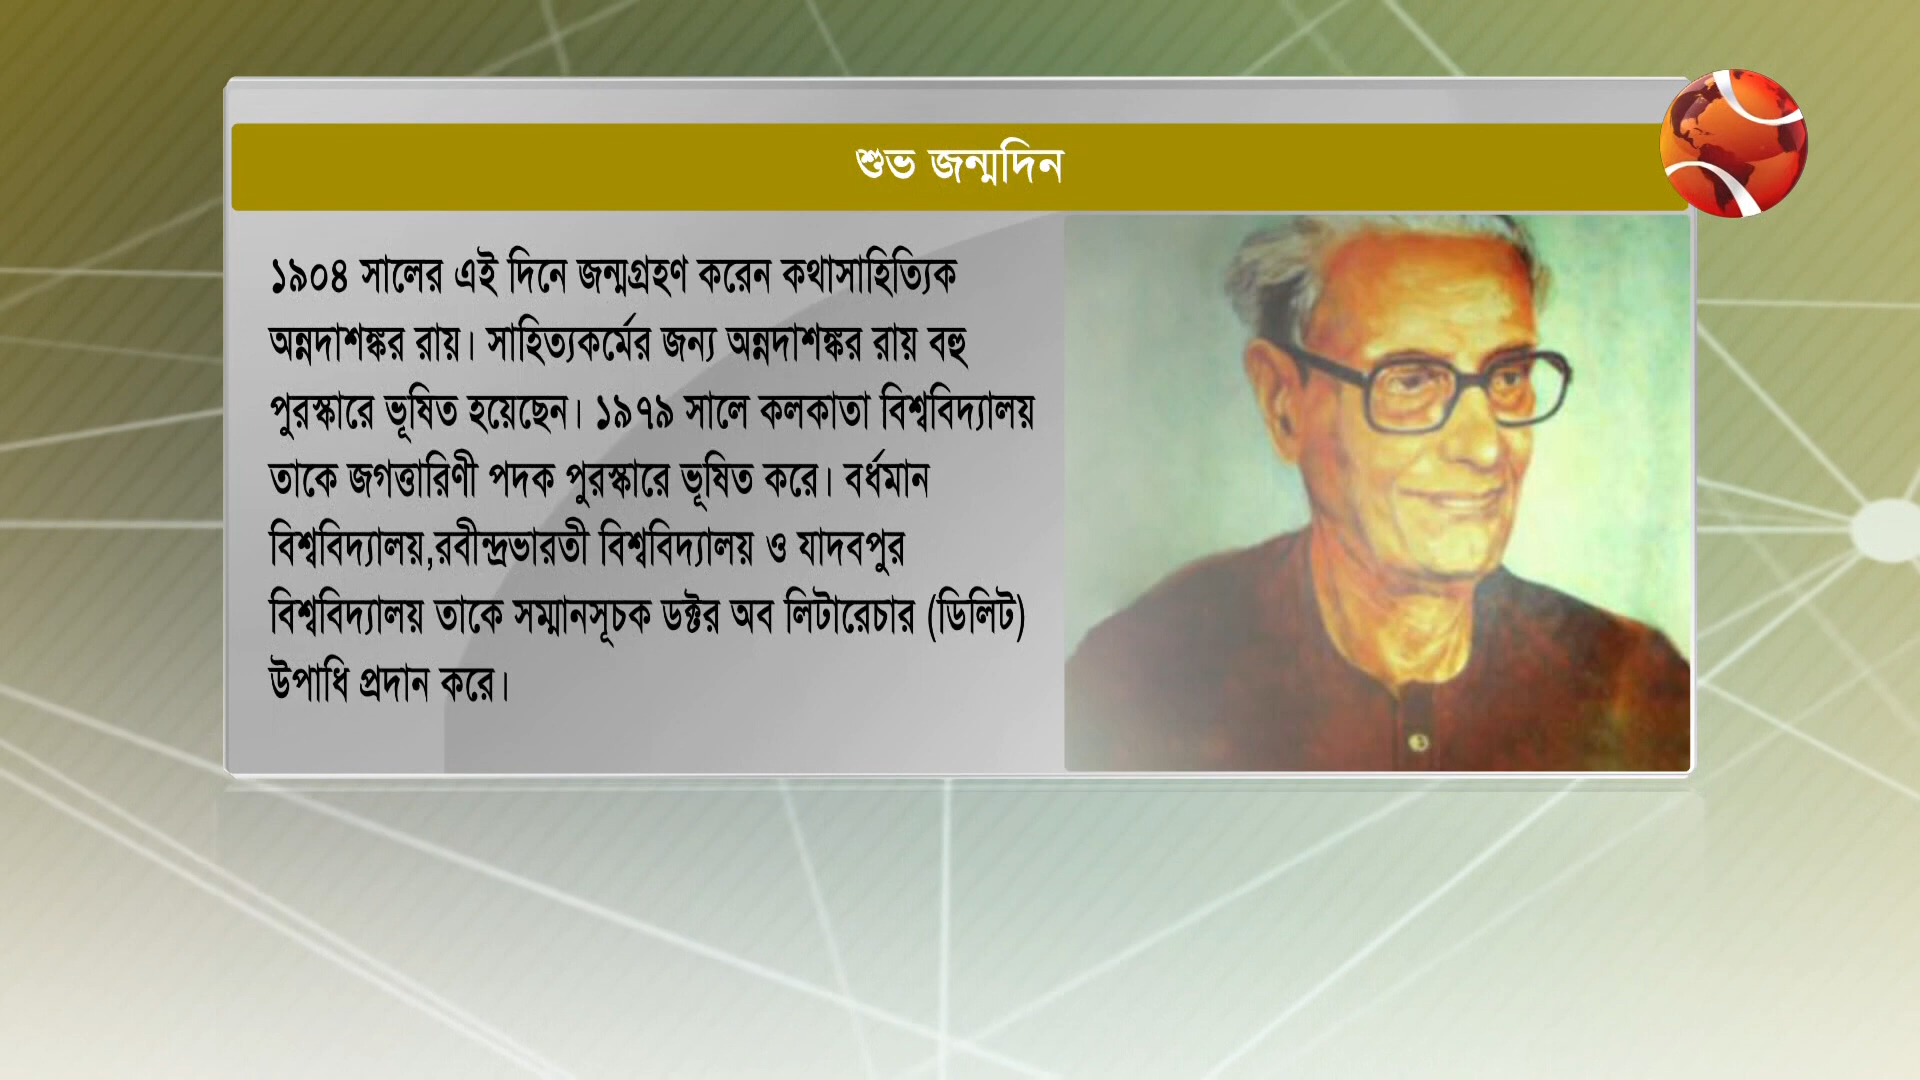 শুভ জন্মদিন
১৯০৪ সালের এই দিনে জন্মগ্রহণ করেন কথাসাহিত্যিক
অন্নদাশঙ্কর রায়। সাহিত্যকর্মের জন্য অন্নদাশঙ্কর রায় বহু
পুরস্কারে ভূষিত হয়েছেন। ১৯৭৯ সালে কলকাতা বিশ্ববিদ্যালয়
তাকে জগত্তারিণী পদক পুরস্কারে ভূষিত করে। বর্ধমান
বিশ্ববিদ্যালয়,রবীন্দ্রভারতী বিশ্ববিদ্যালয় ও যাদবপুর
বিশ্ববিদ্যালয় তাকে সম্মানসূচক ডক্টর অব লিটারেচার (ডিলিট)
উপাধি প্রদান করে।